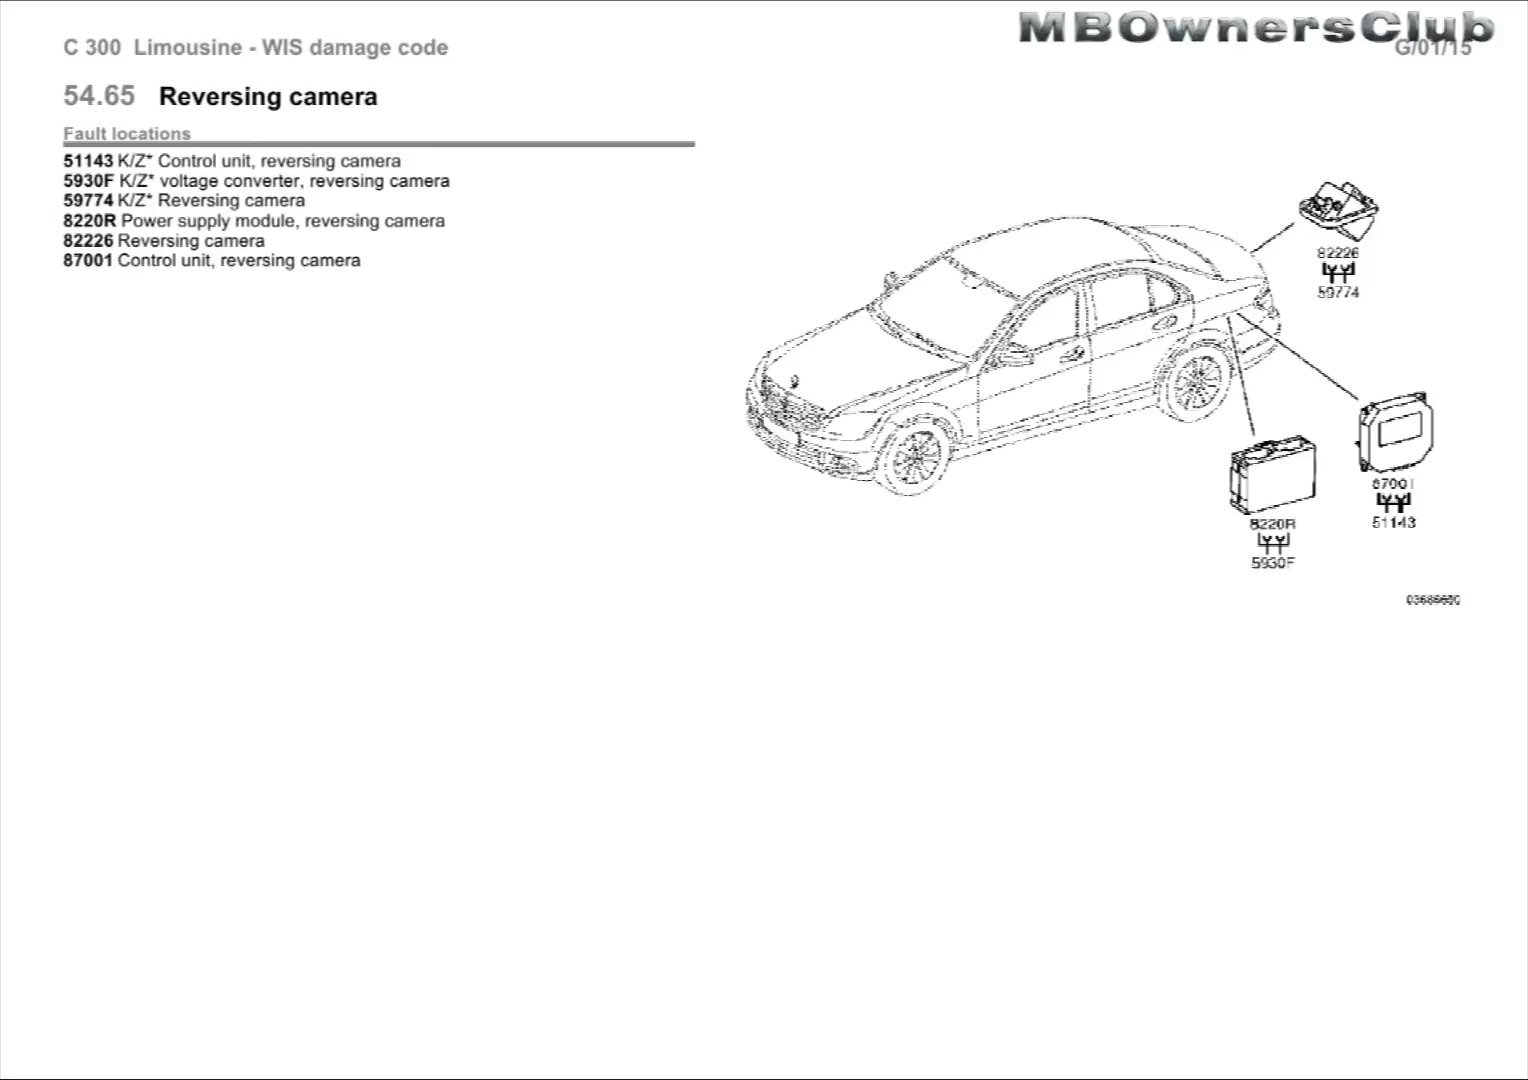 MBOwnersClub
C 300 Limousine - WIS damage code
G/01/15
54.65 Reversing camera
Fault locations
51143 K/Z* Control unit, reversing camera
5930F K/Z* voltage converter, reversing camera
59774 K/Z* Reversing camera
8220R Power supply module, reversing camera
82226 Reversing camera
87001 Control unit, reversing camera
82226
59774
87001
51143
8220R
5930F